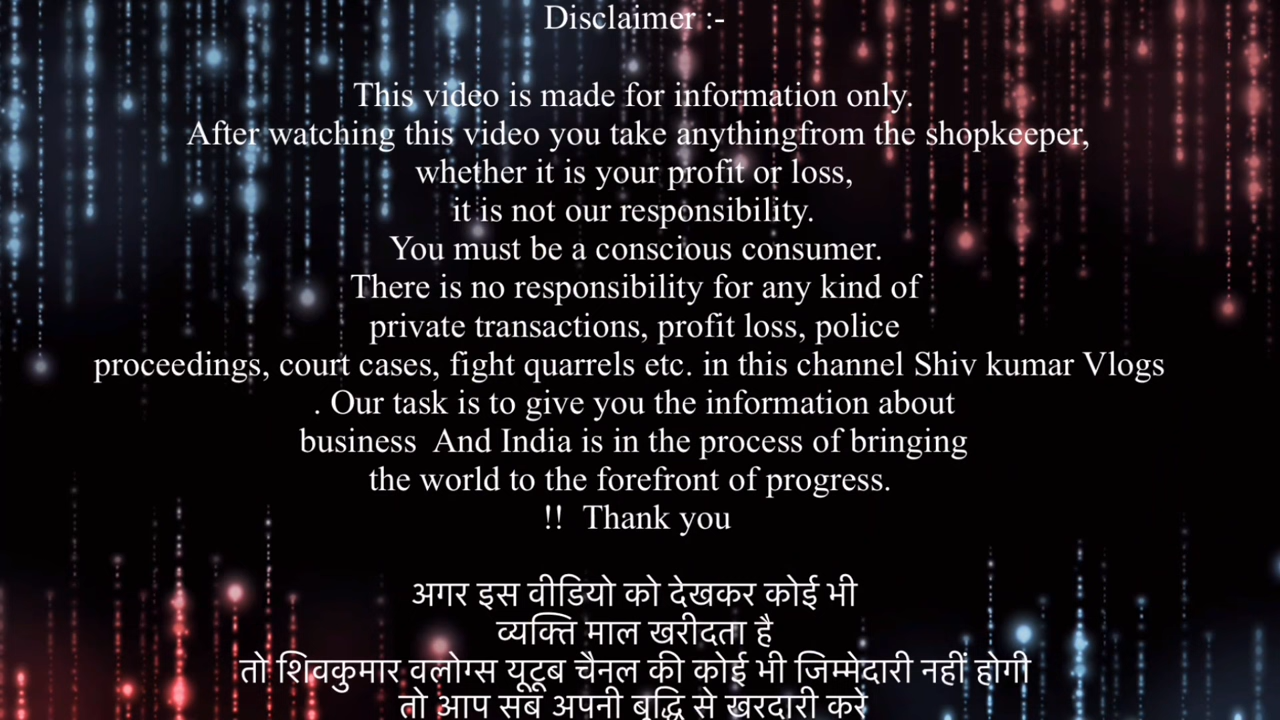 Disclaimer :-
This video is made for information only.
After watching this video you take anythingfrom the shopkeeper,
whether it is your profit or loss,
it is not our responsibility.
You must be a conscious consumer.
There is no responsibility for any kind of
private transactions, profit loss, police
proceedings, court cases, fight quarrels etc. in this channel Shiv kumar Vlogs
. Our task is to give you the information about
business And India is in the process of bringing
the world to the forefront of progress.
!! Thank you
अगर इस वीडियो को देखकर कोई भी
व्यक्ति माल खरीदता है
तो शिवकुमार वलोग्स यूटूब चैनल की कोई भी जिम्मेदारी नहीं होगी
तो आप सब अपनी बुद्धि से खरदारी करे